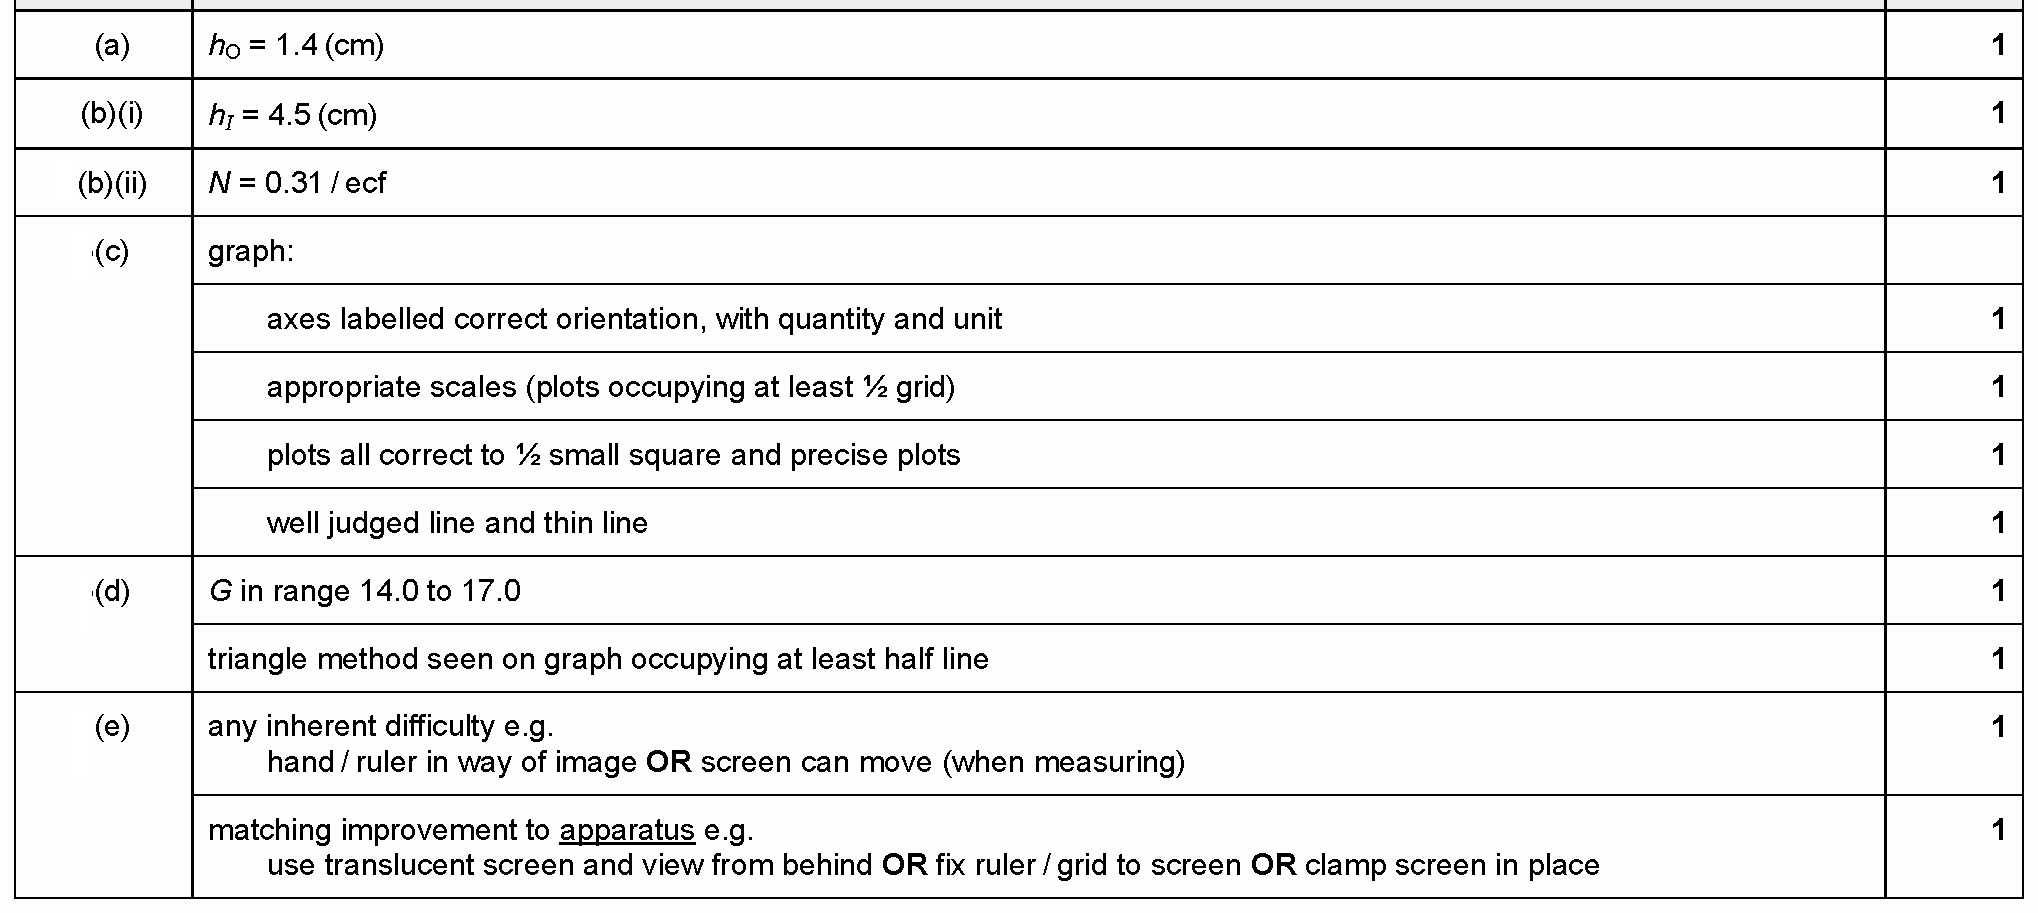 (a) hO = 1.4 (cm) 1
(b)(i) hI = 4.5 (cm) 1
(b)(ii) N = 0.31 / ecf 1
(c) graph:
axes labelled correct orientation, with quantity and unit 1
appropriate scales (plots occupying at least ½ grid) 1
plots all correct to ½ small square and precise plots 1
well judged line and thin line 1
(d) G in range 14.0 to 17.0 1
triangle method seen on graph occupying at least half line 1
(e) any inherent difficulty e.g. 1
hand / ruler in way of image OR screen can move (when measuring)
matching improvement to apparatus e.g. 1
use translucent screen and view from behind OR fix ruler / grid to screen OR clamp screen in place